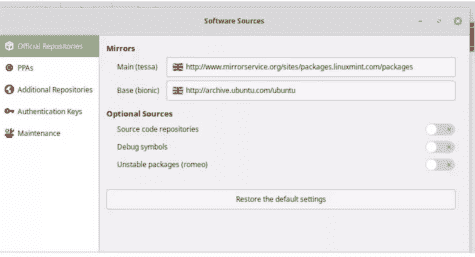 Software Sources
Official Repositories
PPAs
Additional Repositories
Authentication Keys
Maintenance
Mirrors
Main (tessa) http://www.mirrorservice.org/sites/packages.linuxmint.com/packages
Base (bionic) http://archive.ubuntu.com/ubuntu
Optional Sources
Source code repositories
Debug symbols
Unstable packages (romeo)
Restore the default settings